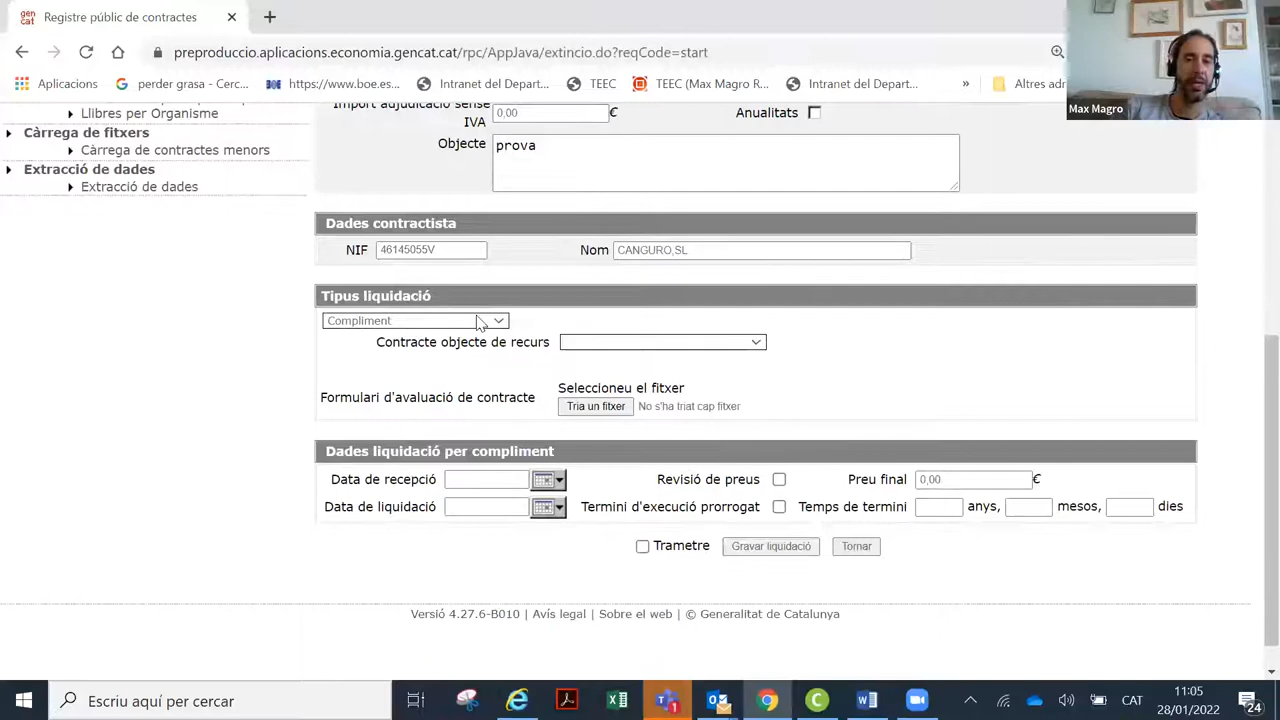 gen
cat
Registre públic de contractes
preproduccio.aplicacions.economia.gencat.cat/rpc/AppJava/extincio.do?reqCode=start
Aplicacions
perder grasa - Cerc...
https://www.boe.es...
Intranet del Depart...
TEEC
TEEC (Max Magro R...
Intranet del Depart...
»
Altres adr
Max Magro
Llibres per Organisme
Càrrega de fitxers
Càrrega de contractes menors
Extracció de dades
Extracció de dades
Import adjudicació sense
IVA
0,00
€
Anualitats
Objecte
prova
Dades contractista
NIF
46145055V
Nom
CANGURO,SL
Tipus liquidació
Compliment
Contracte objecte de recurs
Formulari d'avaluació de contracte
Seleccioneu el fitxer
Tria un fitxer
No s'ha triat cap fitxer
Dades liquidació per compliment
Data de recepció
Revisió de preus
Preu final
0,00
€
Data de liquidació
Termini d'execució prorrogat
Temps de termini
anys,
mesos,
dies
Trametre
Gravar liquidació
Tornar
Versió 4.27.6-B010 | Avís legal | Sobre el web | © Generalitat de Catalunya
Escriu aquí per cercar
CAT
11:05
28/01/2022
24